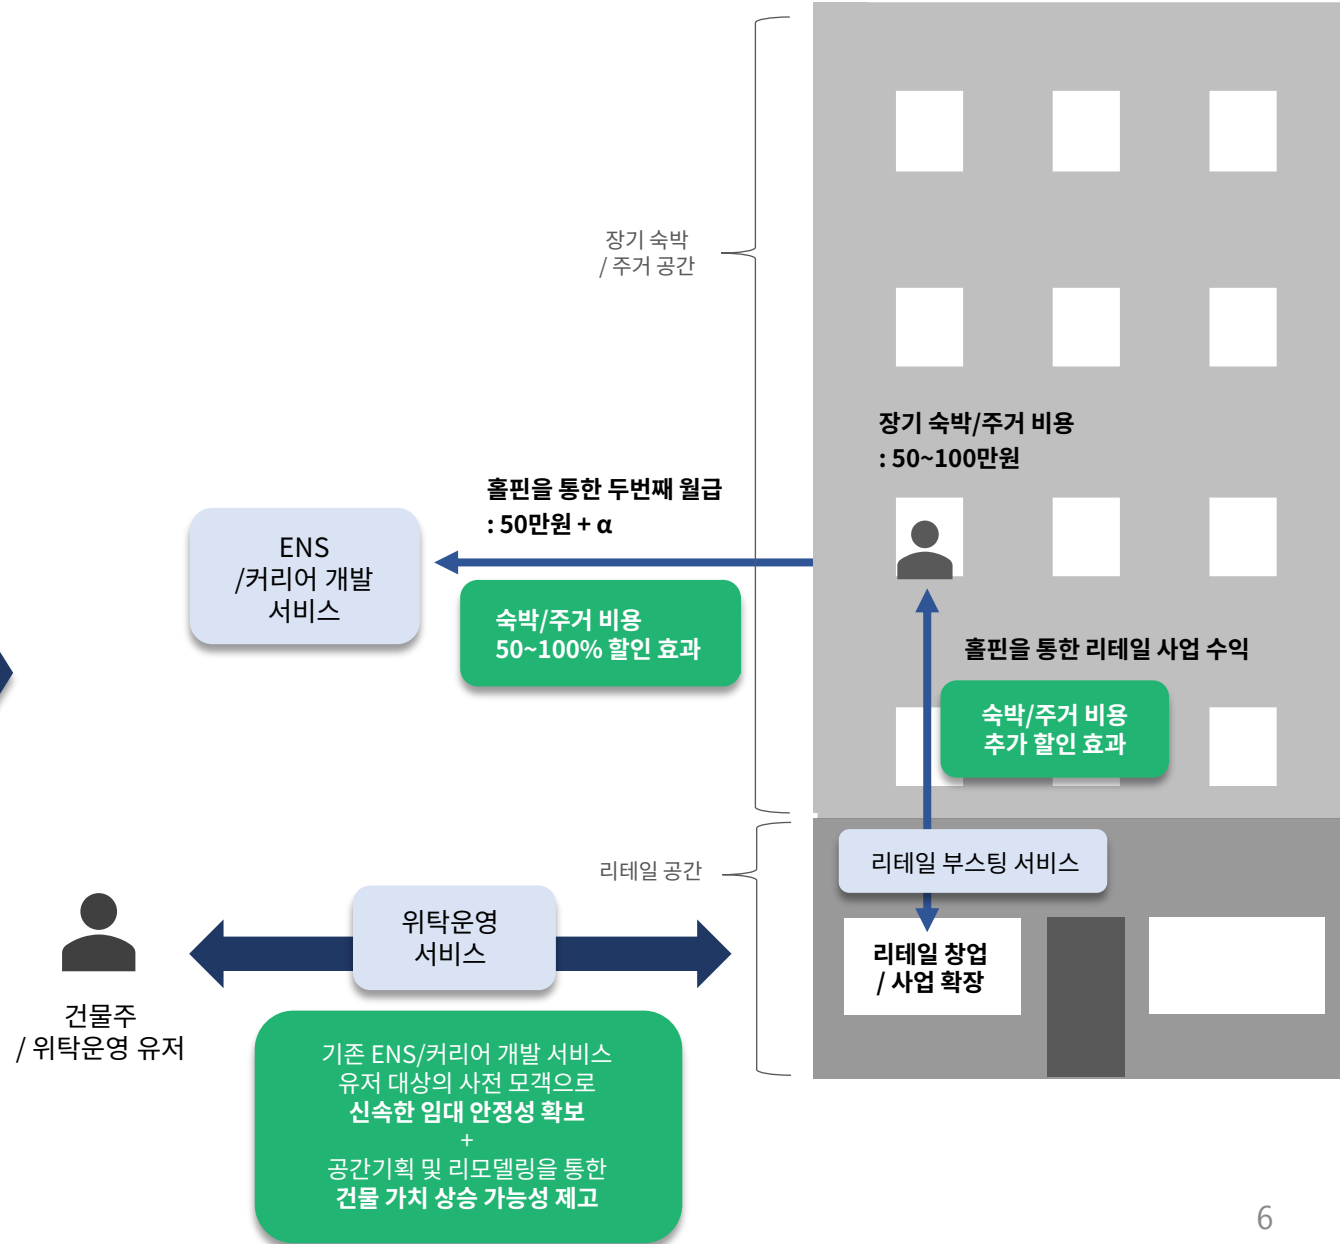 장기 숙박
/ 주거 공간
장기 숙박/주거 비용
: 50~100만원
홀핀을 통한 두번째 월급
: 50만원 + α
ENS
/커리어 개발
서비스
숙박/주거 비용
50~100% 할인 효과
홀핀을 통한 리테일 사업 수익
숙박/주거 비용
추가 할인 효과
리테일 공간
리테일 부스팅 서비스
리테일 창업
/ 사업 확장
위탁운영
서비스
건물주
/ 위탁운영 유저
기존 ENS/커리어 개발 서비스
유저 대상의 사전 모객으로
신속한 임대 안정성 확보
+
공간기획 및 리모델링을 통한
건물 가치 상승 가능성 제고
6